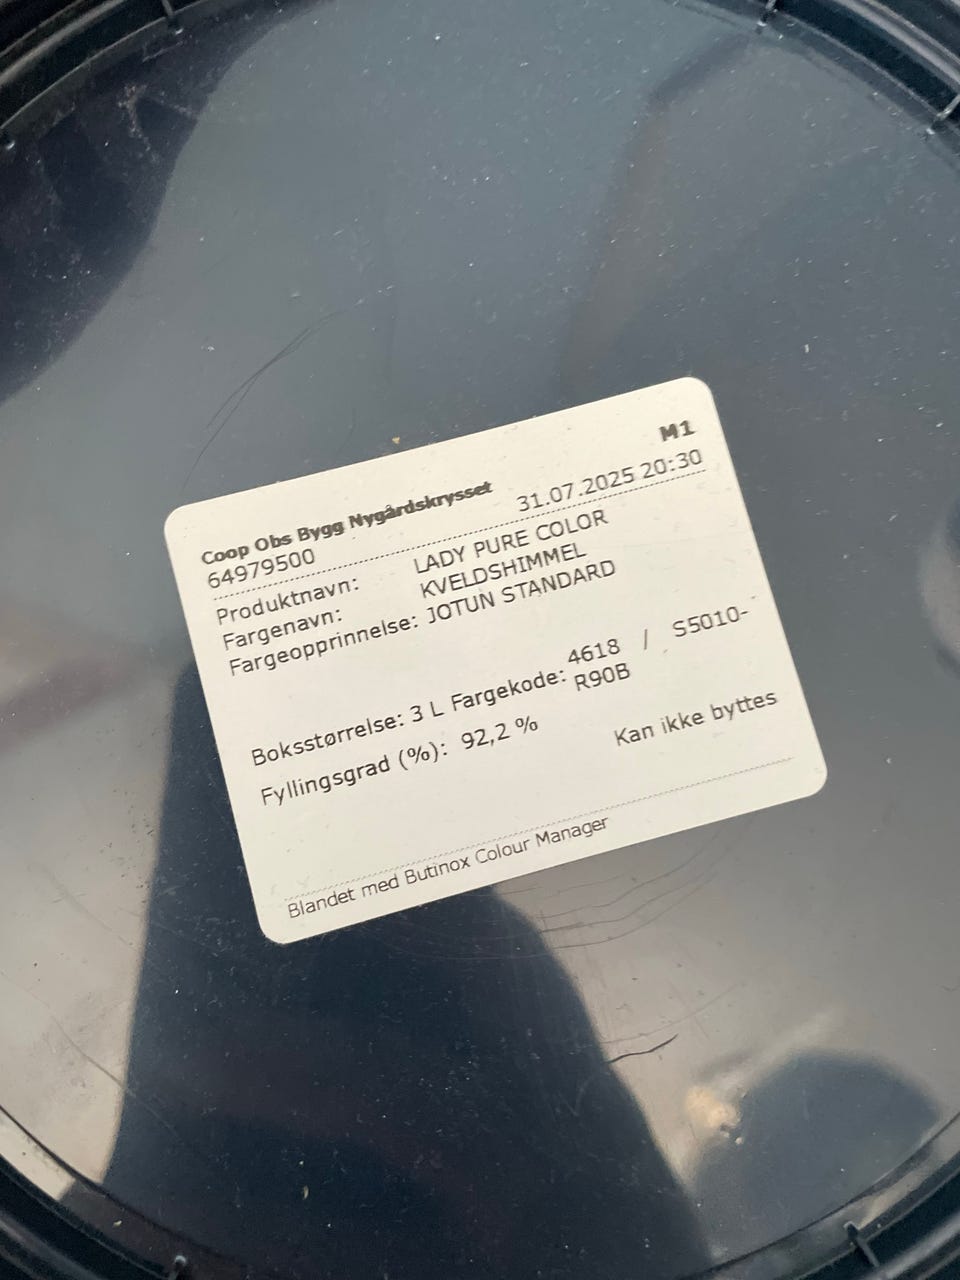 M1
Coop Obs Bygg Nygårdskrysset
64979500 31.07.2025 20:30
Produktnavn: LADY PURE COLOR
Fargenavn: KVELDSHIMMEL
Fargeopprinnelse: JOTUN STANDARD
Boksstørrelse: 3 L Fargekode: 4618 / S5010-
R90B
Fyllingsgrad (%): 92,2 %
Kan ikke byttes
Blandet med Butinox Colour Manager